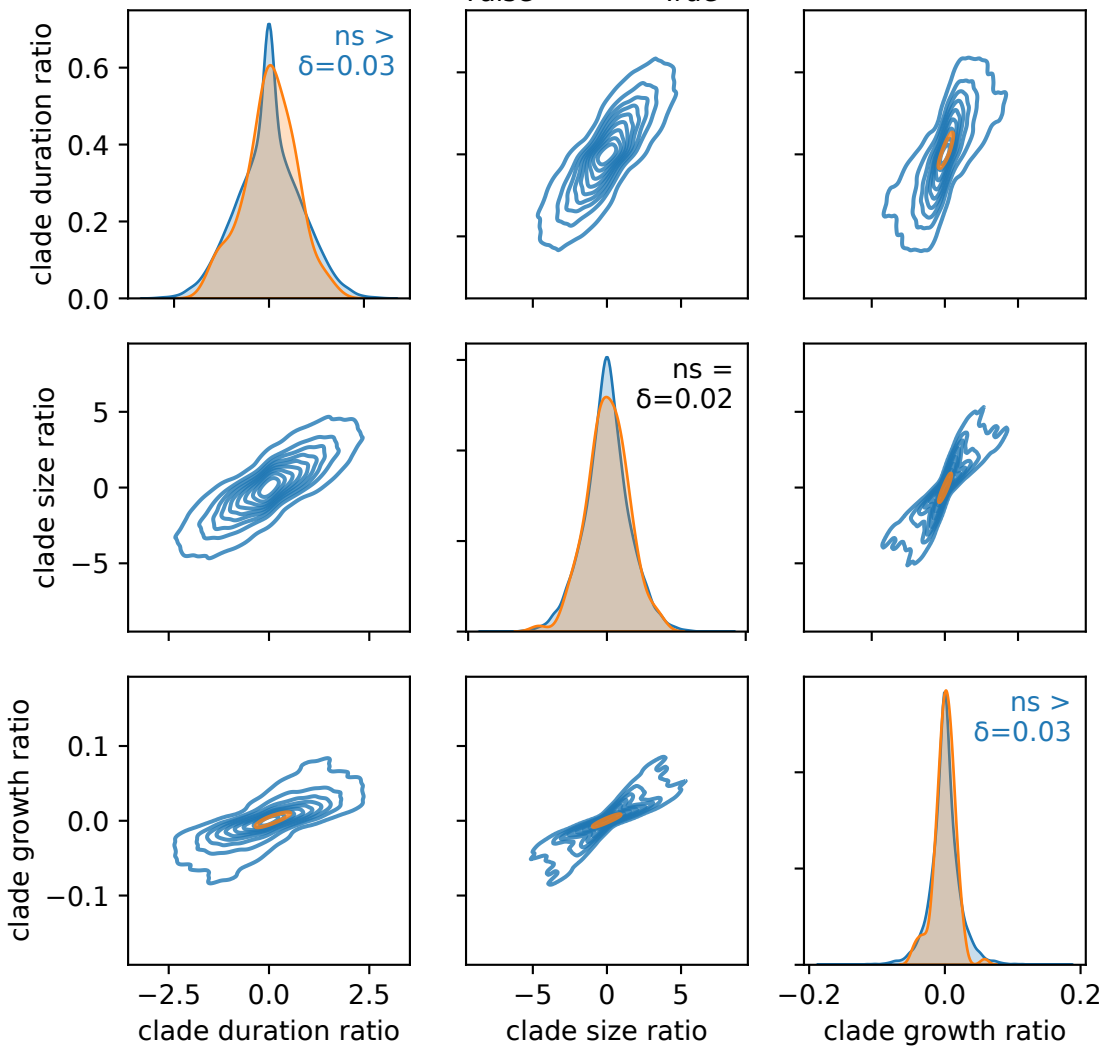 clade duration ratio
0.6
0.4
0.2
0.0
ns >
δ=0.03
clade size ratio
5
0
−5
ns =
δ=0.02
clade growth ratio
0.1
0.0
−0.1
ns >
δ=0.03
−2.5
0.0
2.5
−5
0
5
−0.2
0.0
0.2
clade duration ratio
clade size ratio
clade growth ratio